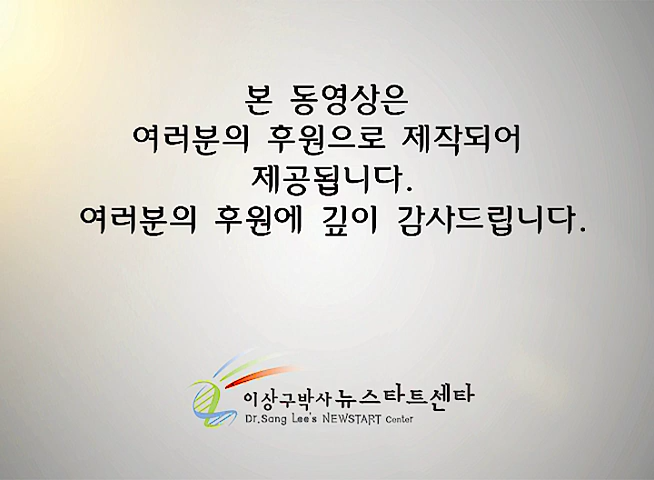 본 동영상은
여러분의 후원으로 제작되어
제공됩니다.
여러분의 후원에 깊이 감사드립니다.
이상구박사 뉴스타트센타
Dr.Sang Lee's NEWSTART Center